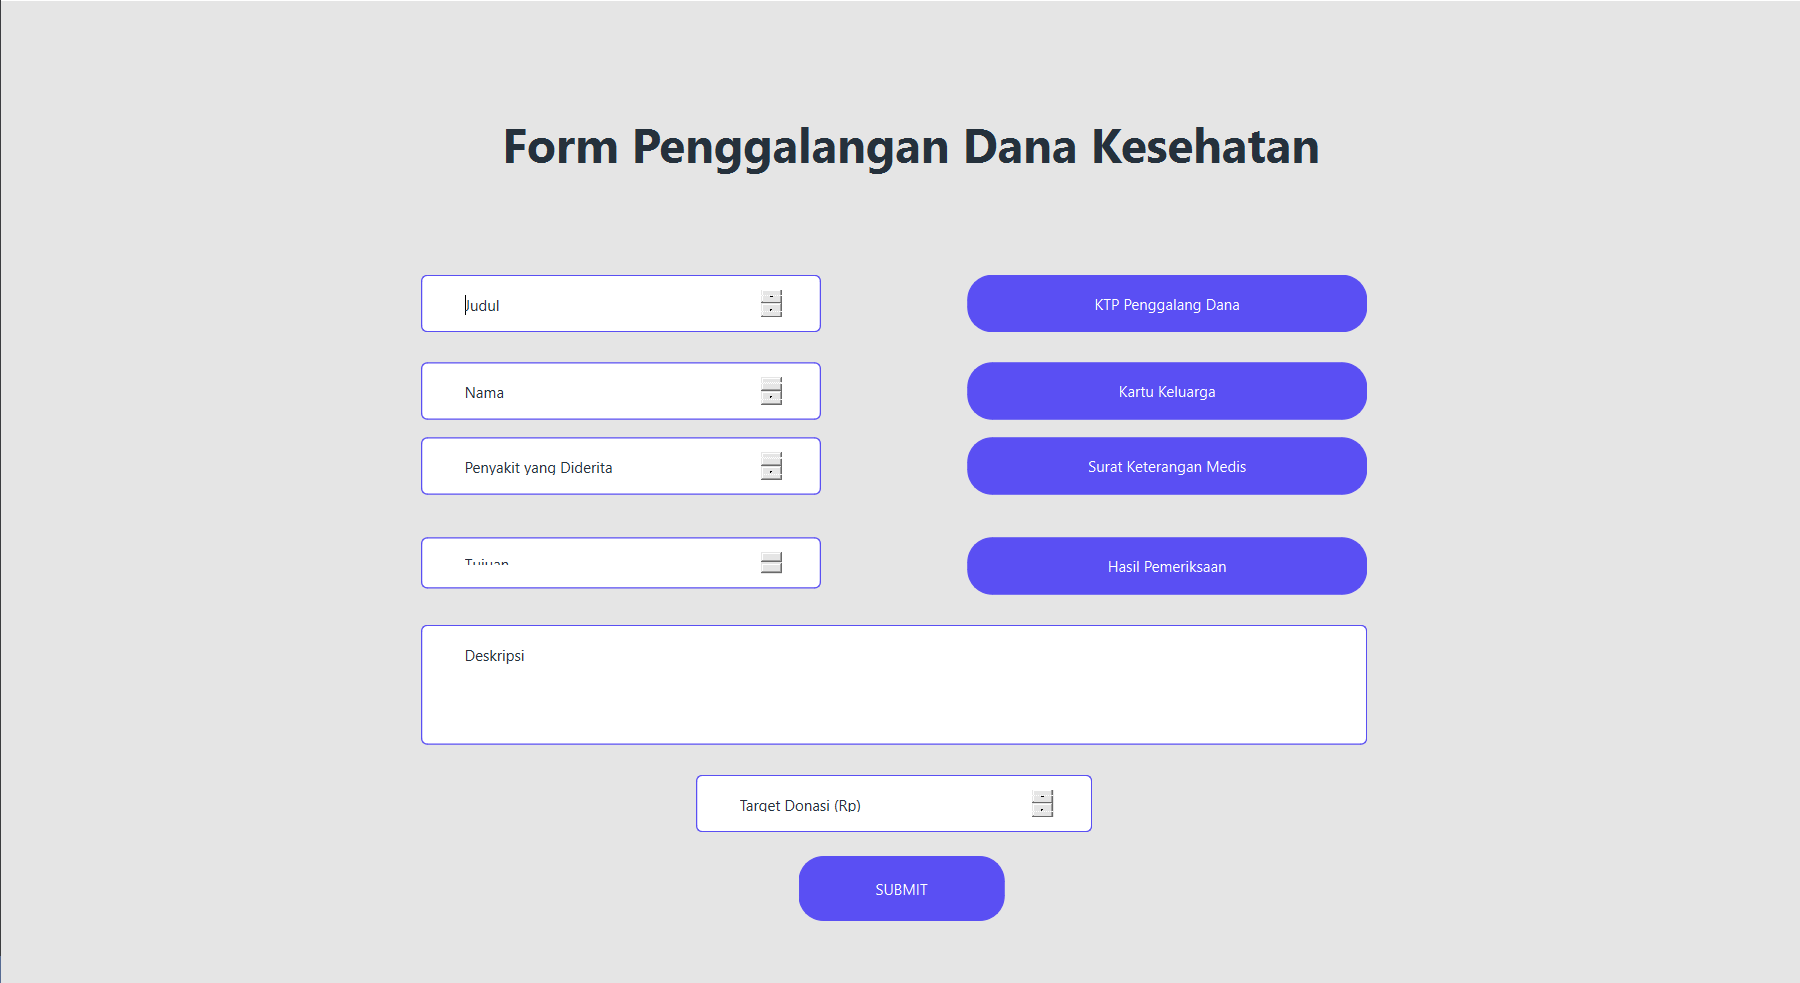 Form Penggalangan Dana Kesehatan
Judul
KTP Penggalang Dana
Nama
Kartu Keluarga
Penyakit yang Diderita
Surat Keterangan Medis
Tujuan
Hasil Pemeriksaan
Deskripsi
Target Donasi (Rp)
SUBMIT